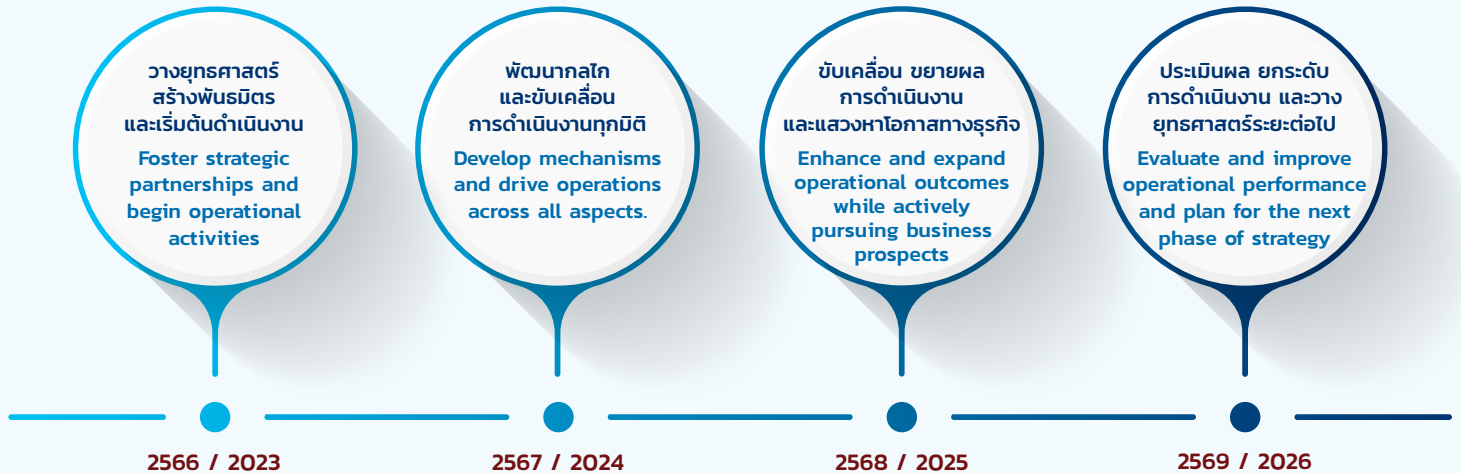 วางยุทธศาสตร์
สร้างพันธมิตร
และเริ่มต้นดำเนินงาน
Foster strategic
partnerships and
begin operational
activities
พัฒนากลไก
และขับเคลื่อน
การดำเนินงานทุกมิติ
Develop mechanisms
and drive operations
across all aspects.
ขับเคลื่อน ขยายผล
การดำเนินงาน
และแสวงหาโอกาสทางธุรกิจ
Enhance and expand
operational outcomes
while actively
pursuing business
prospects
ประเมินผล ยกระดับ
การดำเนินงาน และวาง
ยุทธศาสตร์ระยะต่อไป
Evaluate and improve
operational performance
and plan for the next
phase of strategy
2566 / 2023
2567 / 2024
2568 / 2025
2569 / 2026